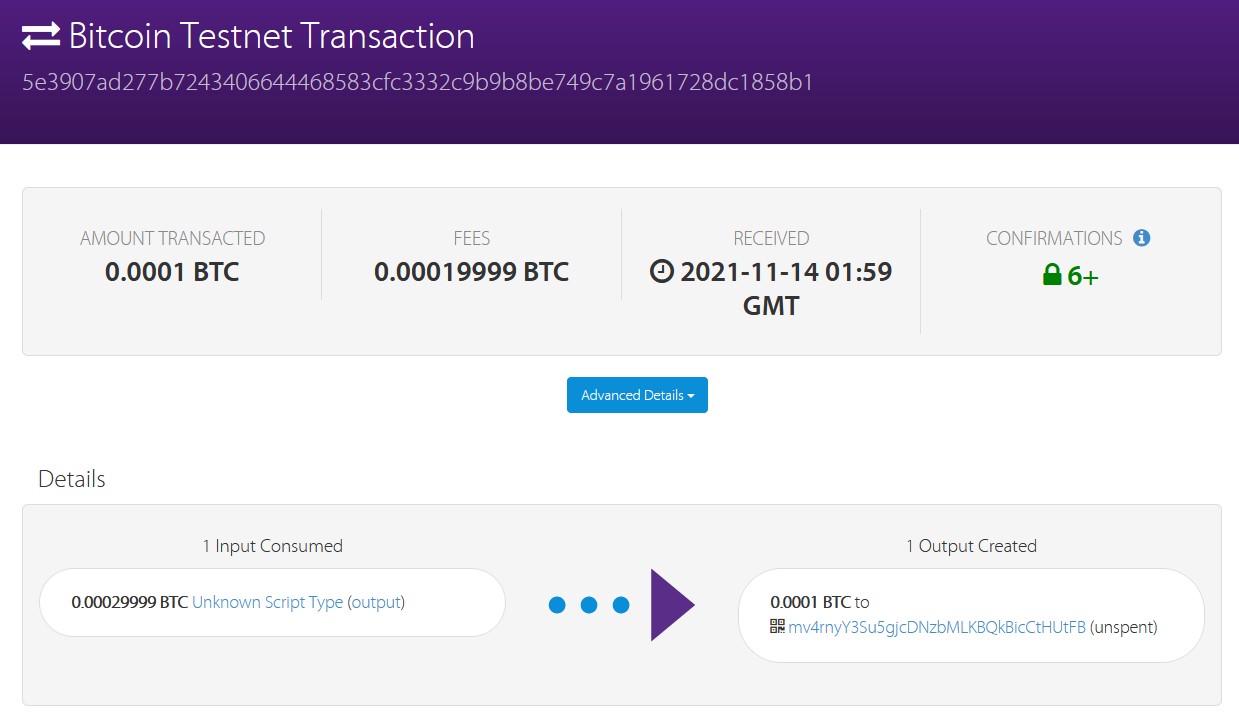 Bitcoin Testnet Transaction
5e3907ad277b7243406644468583cfc3332c9b9b8be749c7a1961728dc1858b1
AMOUNT TRANSACTED
0.0001 BTC
FEES
0.00019999 BTC
RECEIVED
2021-11-14 01:59
GMT
CONFIRMATIONS
6+
Advanced Details
Details
1 Input Consumed
0.00029999 BTC Unknown Script Type (output)
1 Output Created
0.0001 BTC to
mv4rnyY3Su5gjcDNzbMLKBQkBicCtHUtFB (unspent)